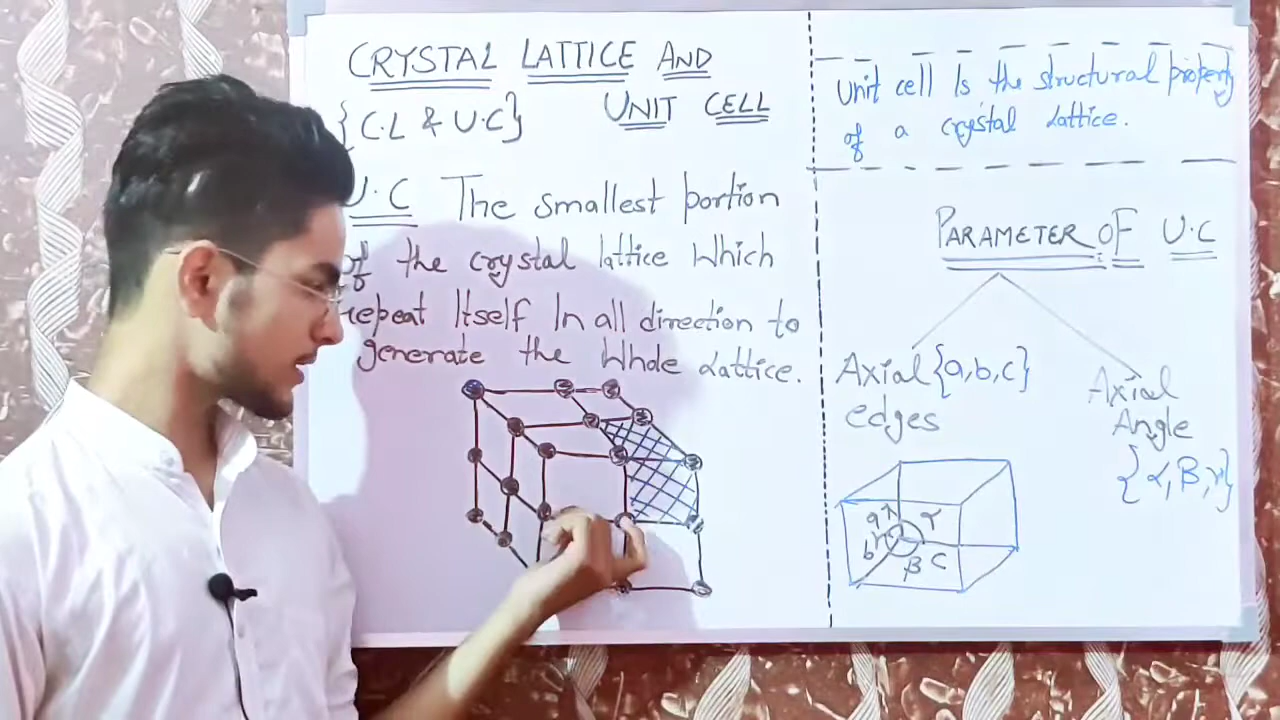 CRYSTAL LATTICE AND
{C.L & U.C} UNIT CELL
U.C The smallest portion
of the crystal lattice Which
repeat Itself In all direction to
generate the Whole Lattice.
Unit cell Is the structural property
of a crystal Lattice.
PARAMETER OF U.C
Axial {a,b,c}
edges
Axial
Angle
{α, β, γ}
a γ
b β c